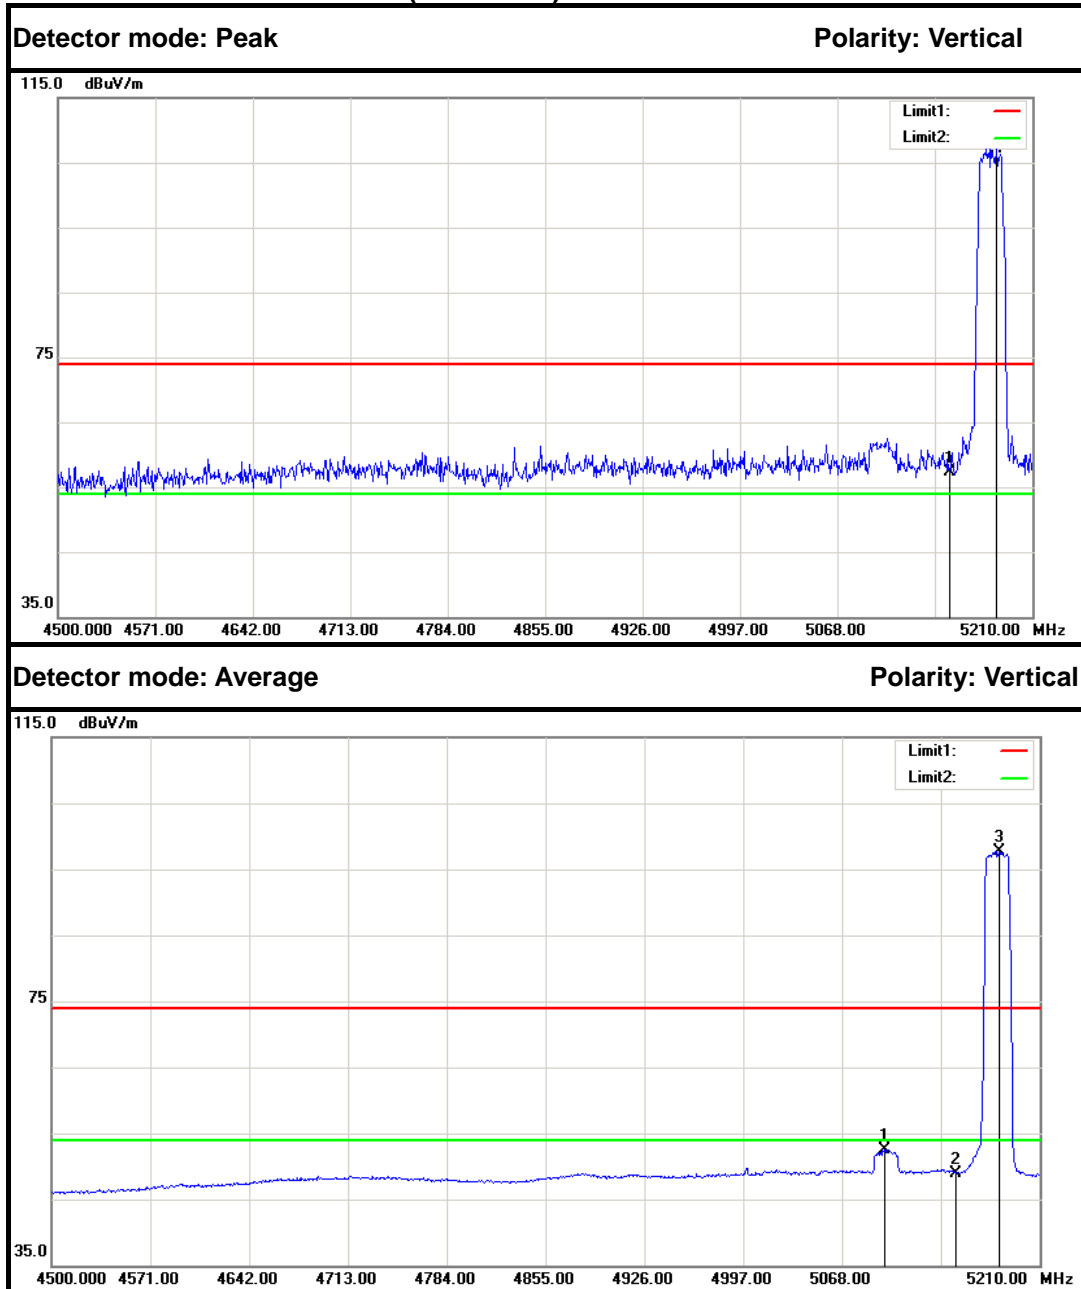 Detector mode: Peak Polarity: Vertical
115.0 dBuV/m
Limit1:
Limit2:
75
1
35.0
4500.000 4571.00 4642.00 4713.00 4784.00 4855.00 4926.00 4997.00 5068.00 5210.00 MHz
Detector mode: Average Polarity: Vertical
115.0 dBuV/m
Limit1:
Limit2:
3
75
1
2
35.0
4500.000 4571.00 4642.00 4713.00 4784.00 4855.00 4926.00 4997.00 5068.00 5210.00 MHz